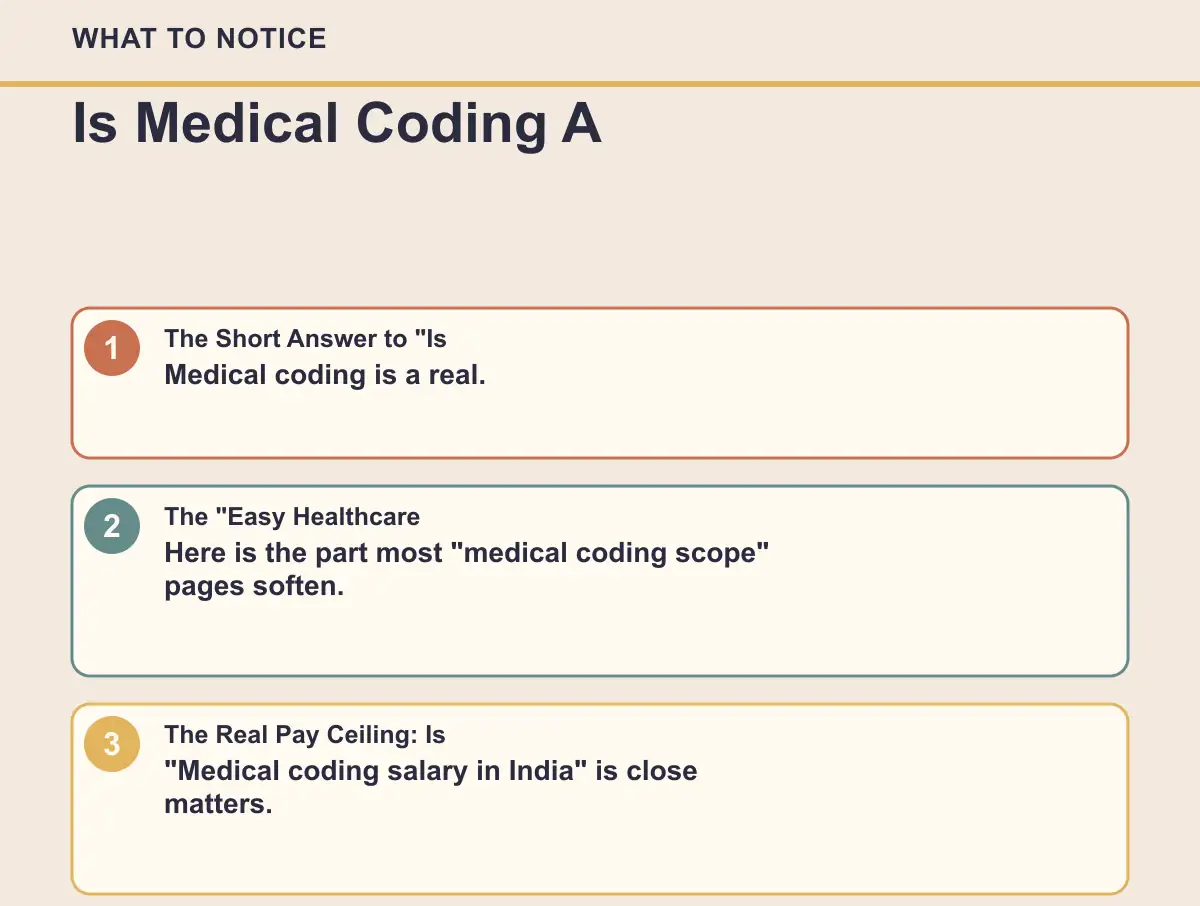 WHAT TO NOTICE
Is Medical Coding A
1
The Short Answer to "Is
Medical coding is a real.
2
The "Easy Healthcare
Here is the part most "medical coding scope"
pages soften.
3
The Real Pay Ceiling: Is
"Medical coding salary in India" is close
matters.